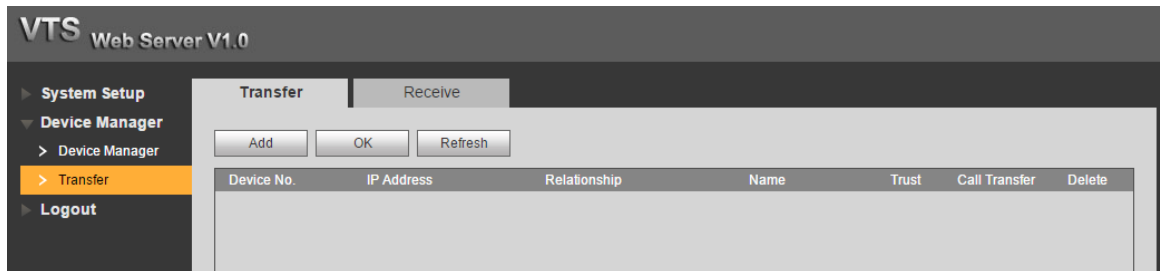 VTS Web Server V1.0
System Setup
Device Manager
> Device Manager
> Transfer
Logout
Transfer Receive
Add OK Refresh
Device No. IP Address Relationship Name Trust Call Transfer Delete